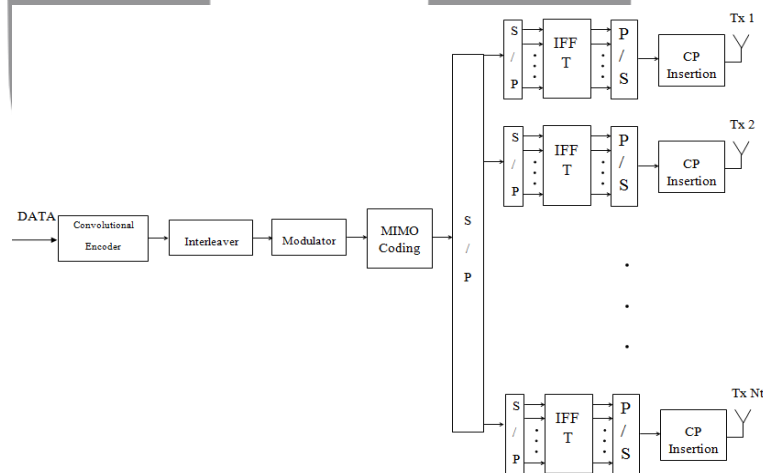 DATA
Convolutional
Encoder
Interleaver
Modulator
MIMO
Coding
S
/
P
S
/
P
IFF
T
P
/
S
CP
Insertion
Tx 1
S
/
P
IFF
T
P
/
S
CP
Insertion
Tx 2
S
/
P
IFF
T
P
/
S
CP
Insertion
Tx Nt